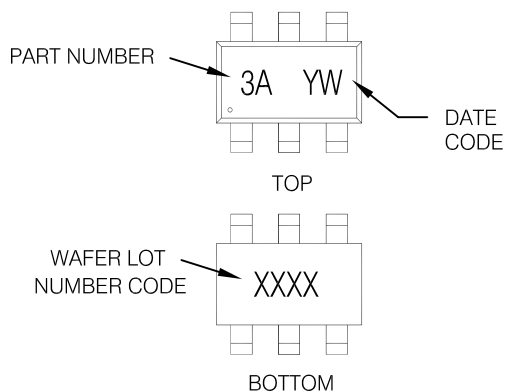 PART NUMBER
3A YW
DATE
CODE
TOP
WAFER LOT
NUMBER CODE
XXXX
BOTTOM